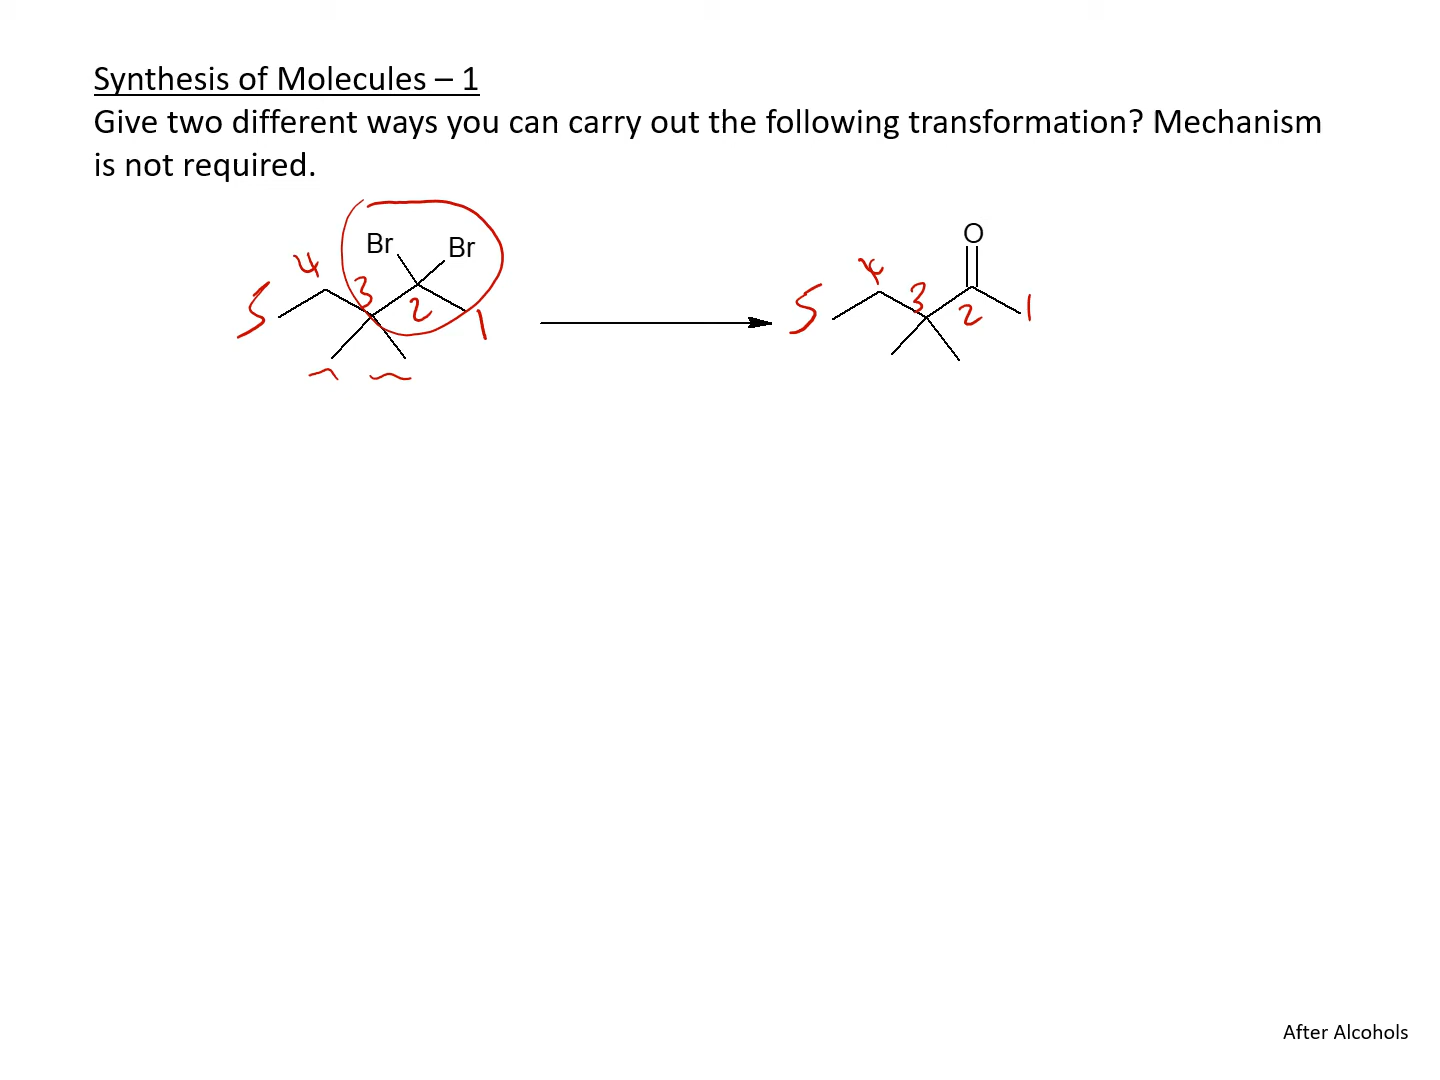 Synthesis of Molecules – 1
Give two different ways you can carry out the following transformation? Mechanism
is not required.
Br Br
5 4 3 2 1
O
5 4 3 2 1
After Alcohols